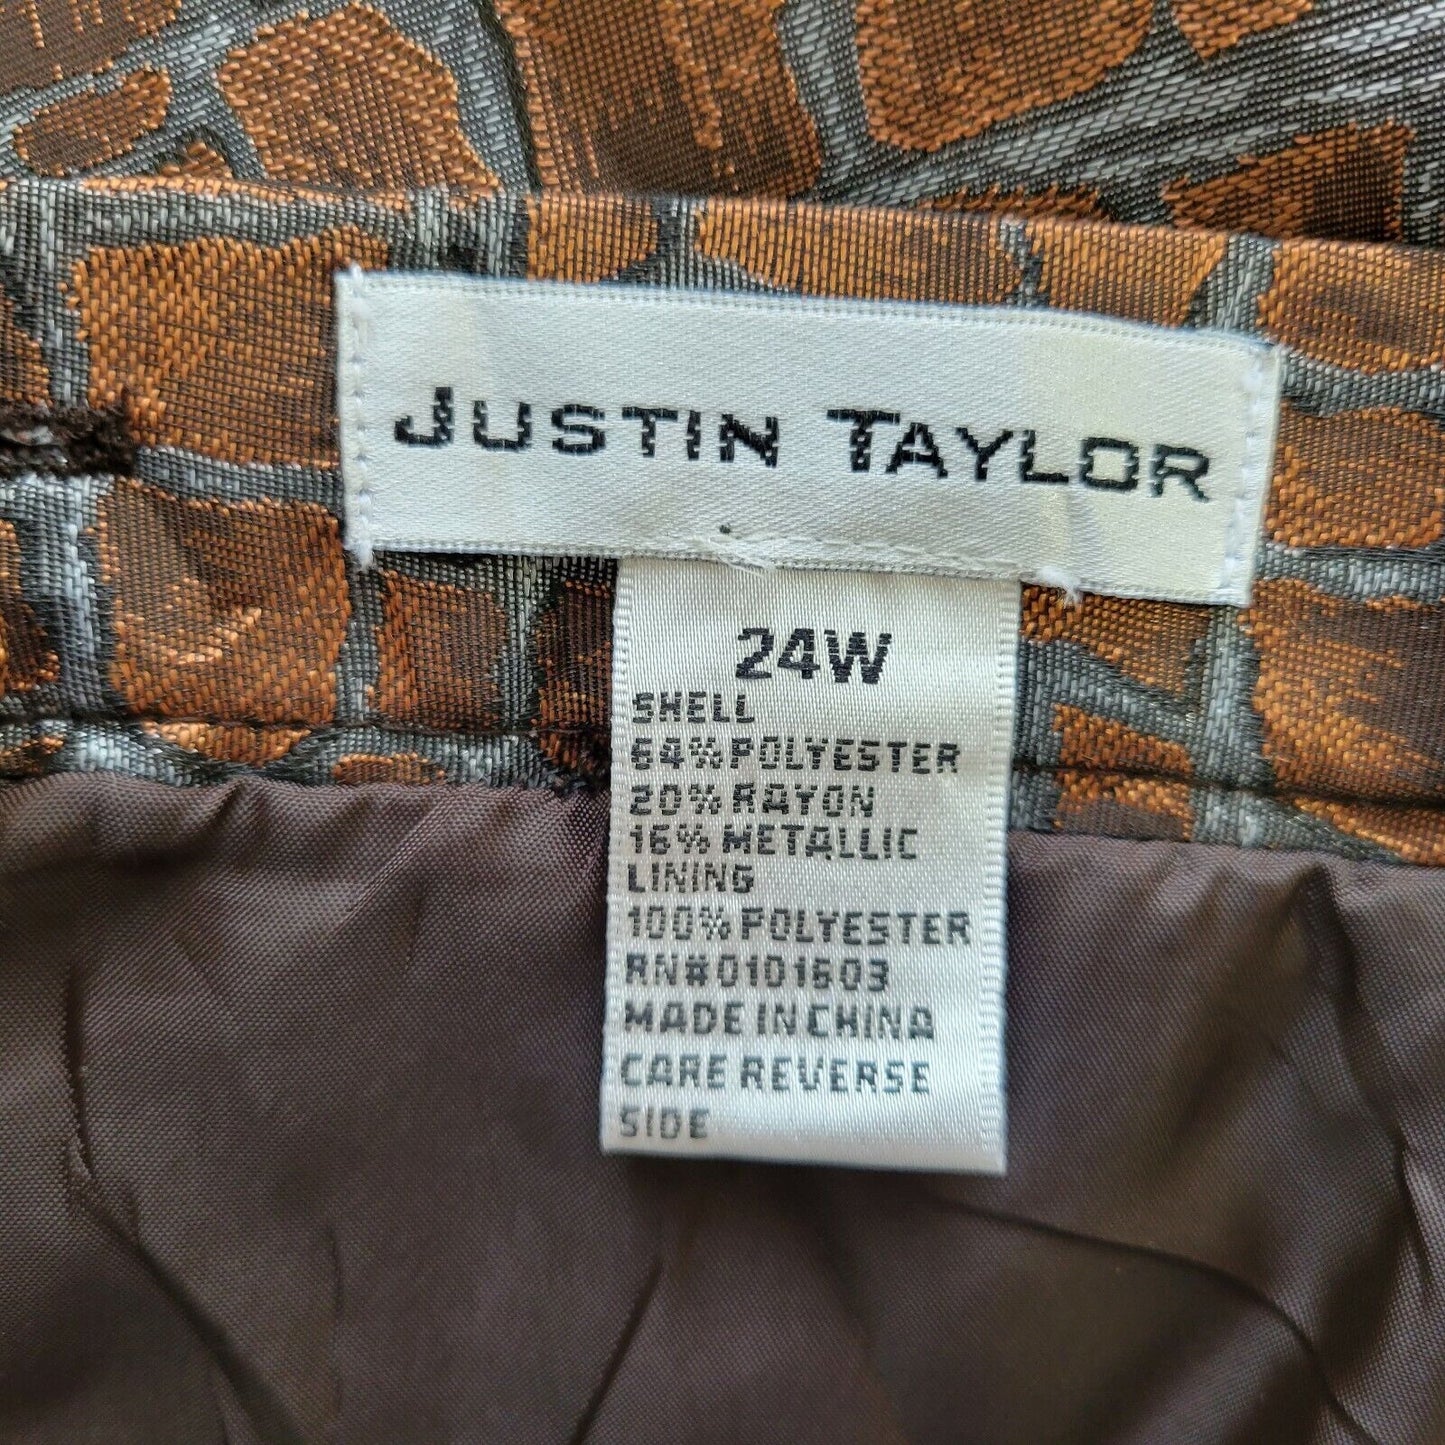 JUSTIN TAYLOR
24W
SHELL
64% POLYESTER
20% RAYON
16% METALLIC
LINING
100% POLYESTER
RN#0101603
MADE IN CHINA
CARE REVERSE
SIDE